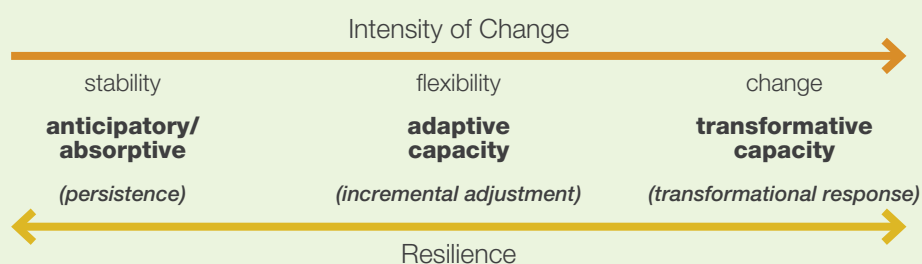 Intensity of Change
stability flexibility change
anticipatory/ adaptive transformative
absorptive capacity capacity
(persistence) (incremental adjustment) (transformational response)
Resilience